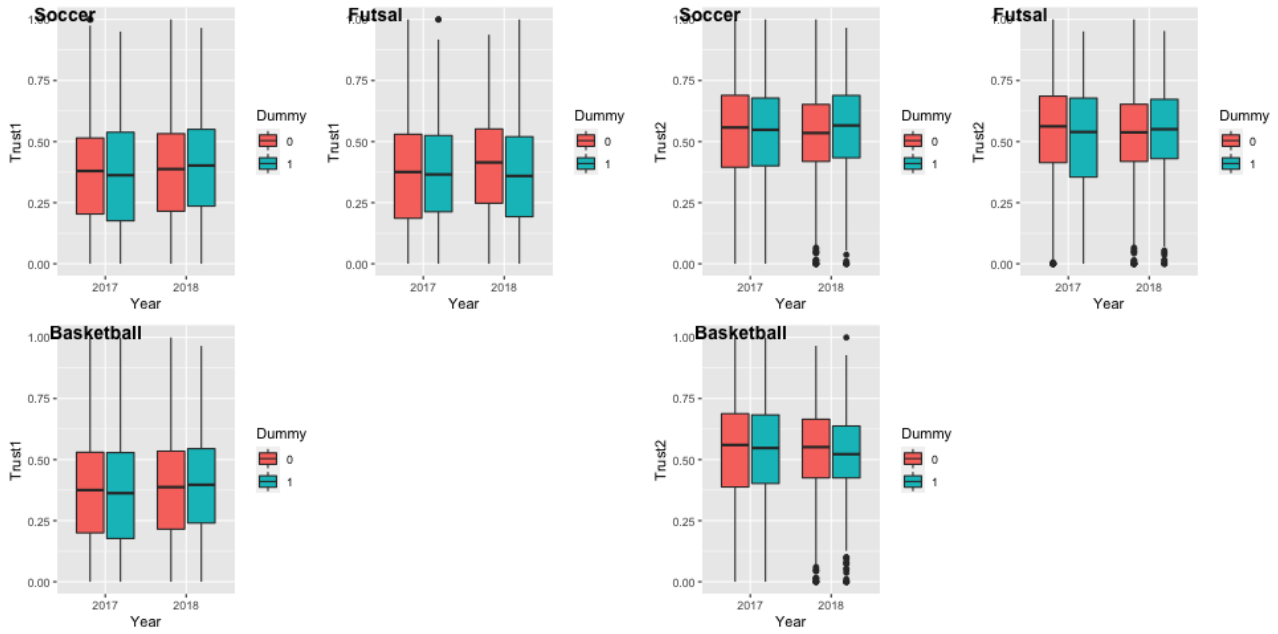 Soccer
1.00
0.75
0.50
0.25
0.00
Trust1
2017
2018
Year
Dummy
0
1
Futsal
1.00
0.75
0.50
0.25
0.00
Trust1
2017
2018
Year
Dummy
0
1
Soccer
1.00
0.75
0.50
0.25
0.00
Trust2
2017
2018
Year
Dummy
0
1
Futsal
1.00
0.75
0.50
0.25
0.00
Trust2
2017
2018
Year
Dummy
0
1
Basketball
1.00
0.75
0.50
0.25
0.00
Trust1
2017
2018
Year
Dummy
0
1
Basketball
1.00
0.75
0.50
0.25
0.00
Trust2
2017
2018
Year
Dummy
0
1